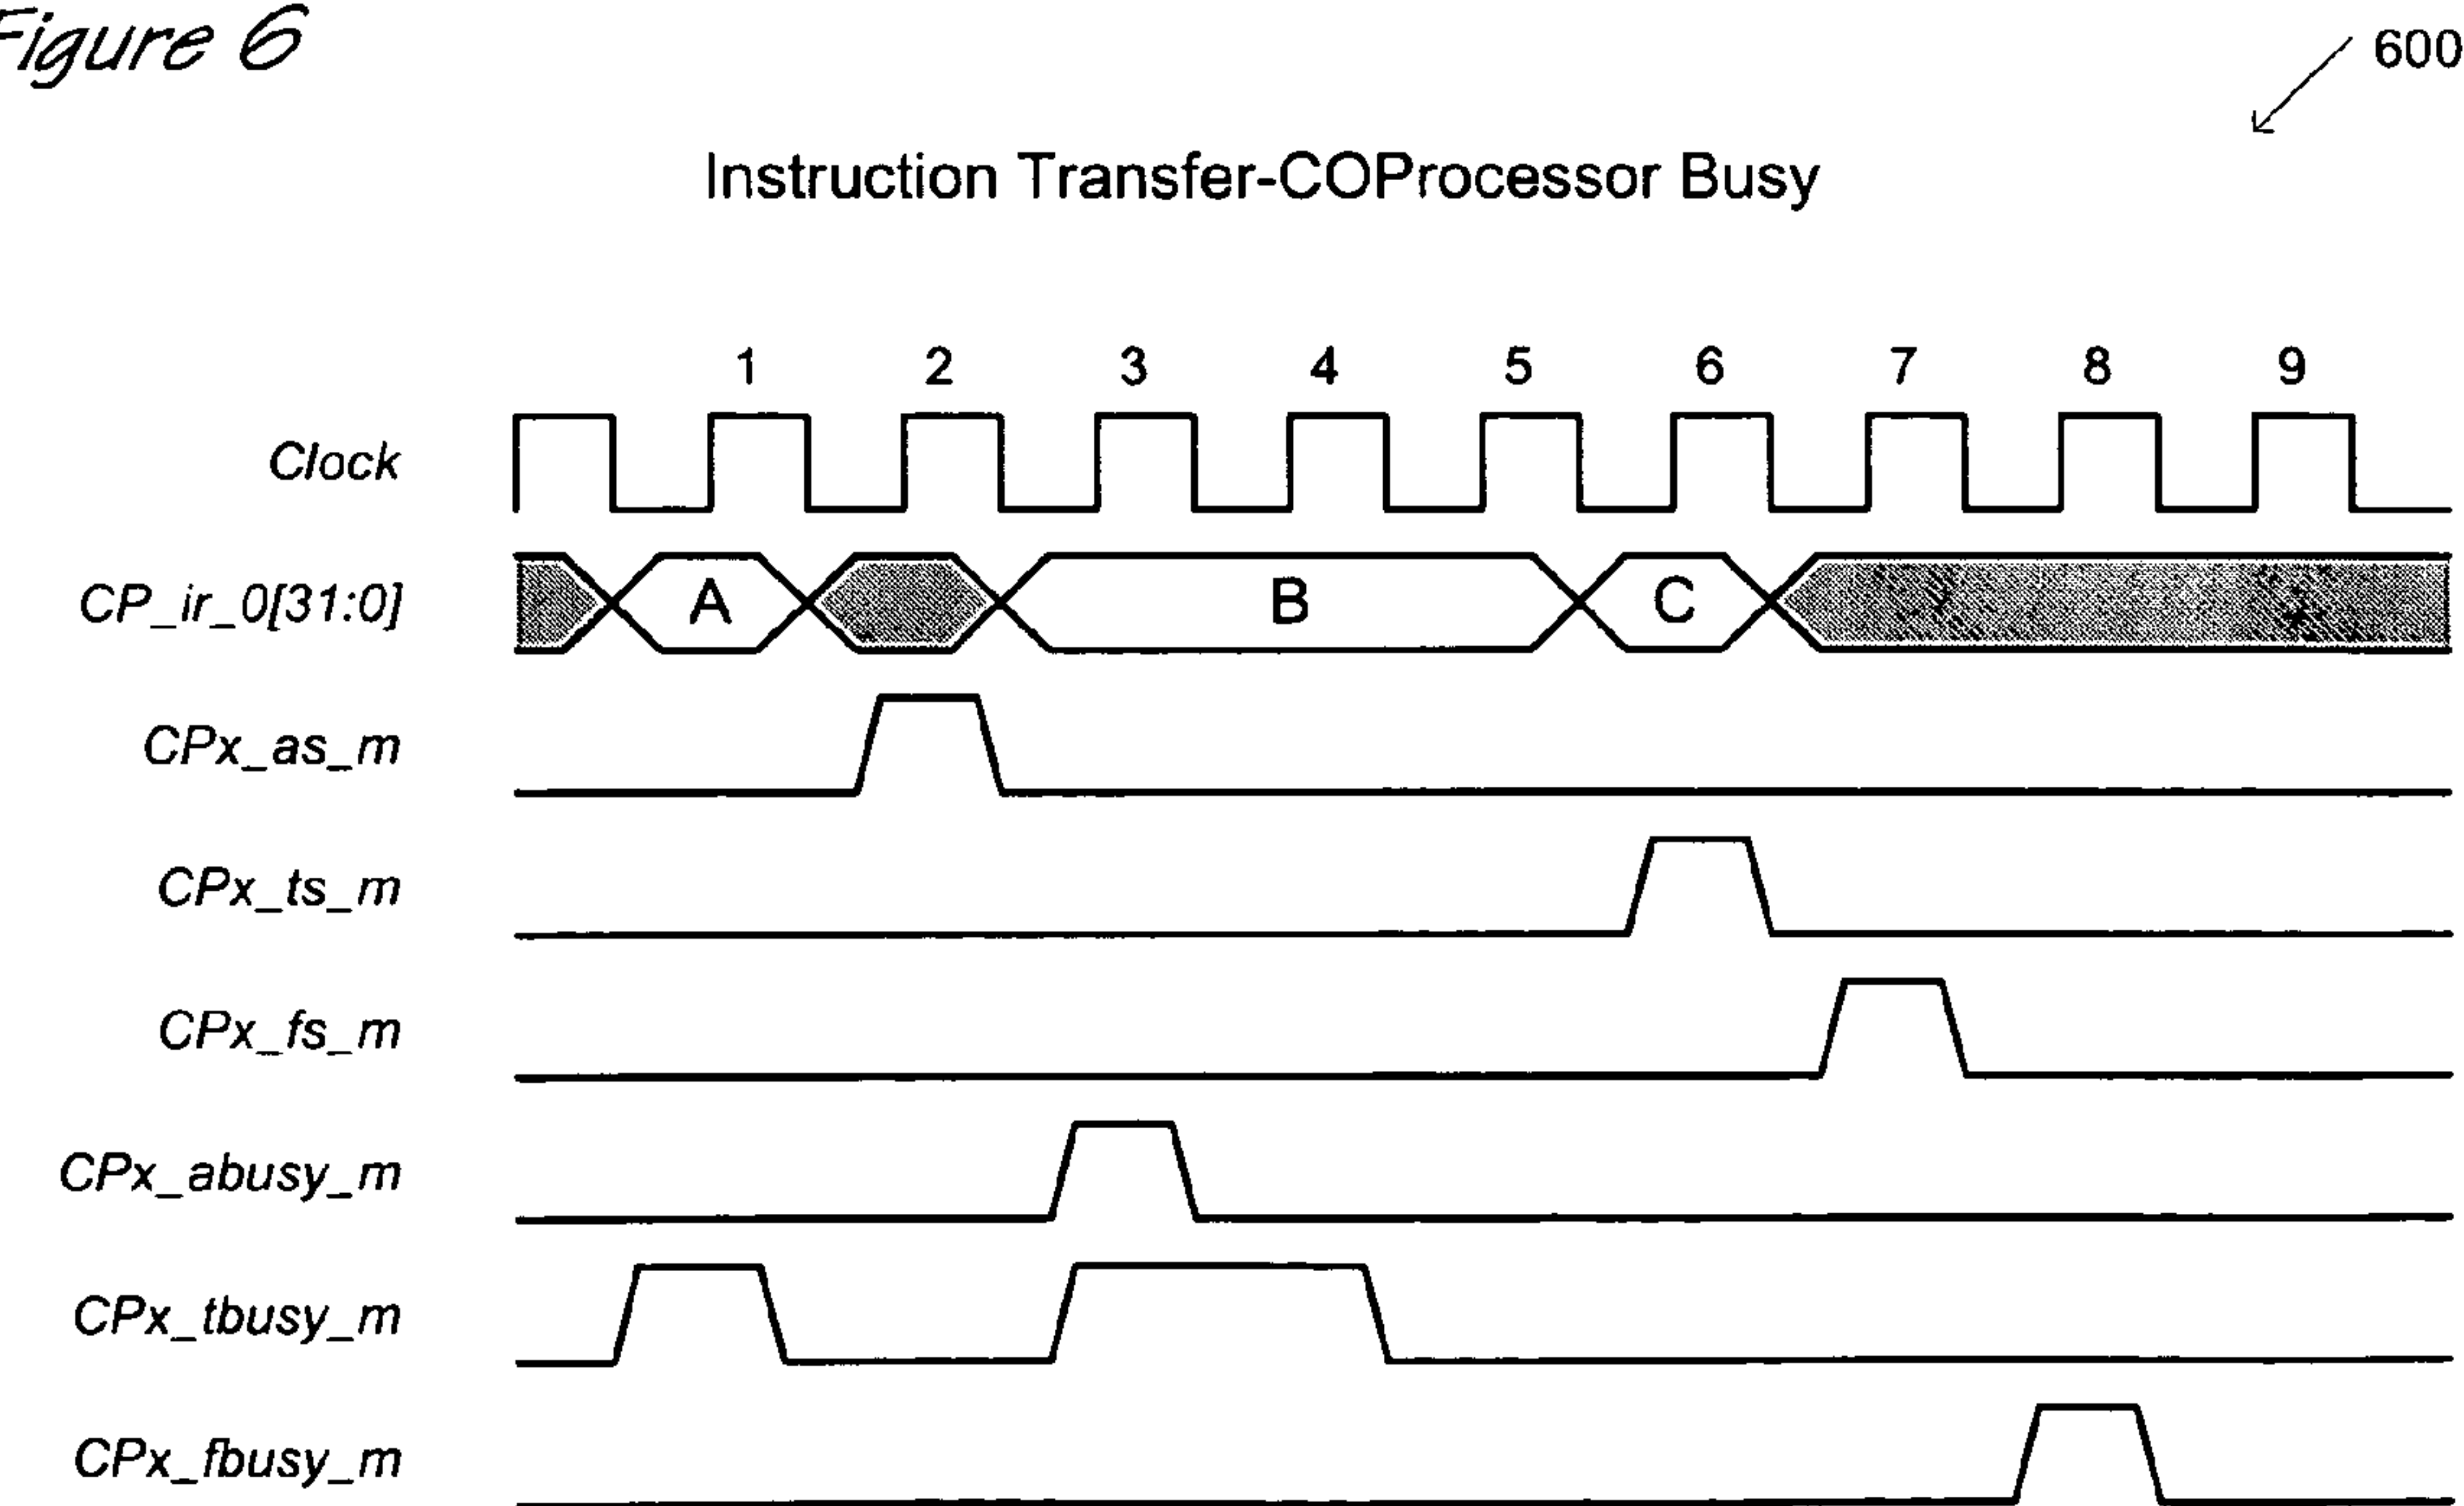 Figure 6
600
Instruction Transfer-COProcessor Busy
1 2 3 4 5 6 7 8 9
Clock
CP_ir_0[31:0] A B C
CPx_as_m
CPx_ts_m
CPx_fs_m
CPx_abusy_m
CPx_tbusy_m
CPx_fbusy_m